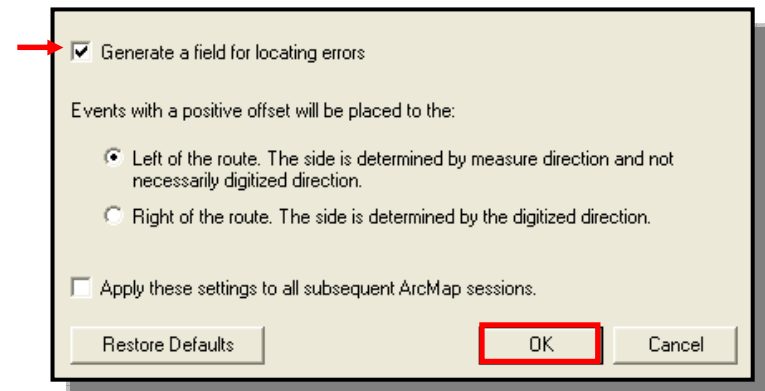 Generate a field for locating errors
Events with a positive offset will be placed to the:
Left of the route. The side is determined by measure direction and not
necessarily digitized direction.
Right of the route. The side is determined by the digitized direction.
Apply these settings to all subsequent ArcMap sessions.
Restore Defaults
OK
Cancel